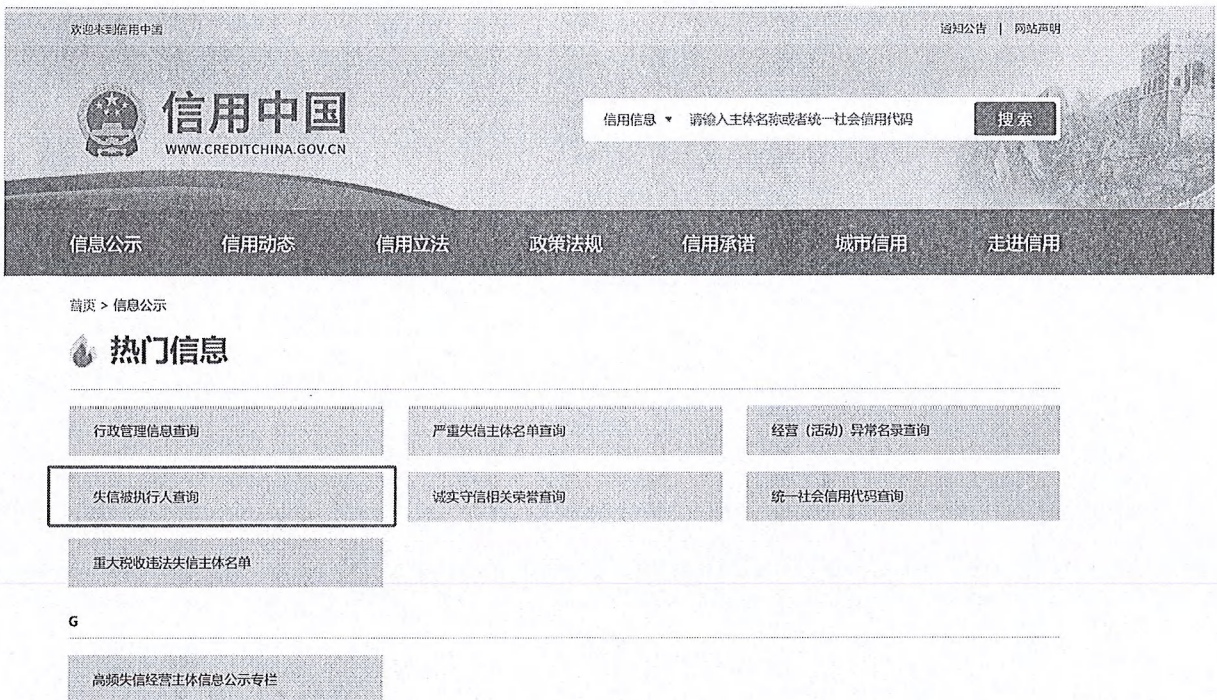 欢迎来到信用中国
通知公告 | 网站声明
信用中国
WWW.CREDITCHINA.GOV.CN
信用信息 ▼ 请输入主体名称或者统一社会信用代码 搜索
信息公示 信用动态 信用立法 政策法规 信用承诺 城市信用 走进信用
首页 > 信息公示
热门信息
行政管理信息查询 严重失信主体名单查询 经营（活动）异常名录查询
失信被执行人查询 诚实守信相关荣誉查询 统一社会信用代码查询
重大税收违法失信主体名单
G
高频失信经营主体信息公示专栏